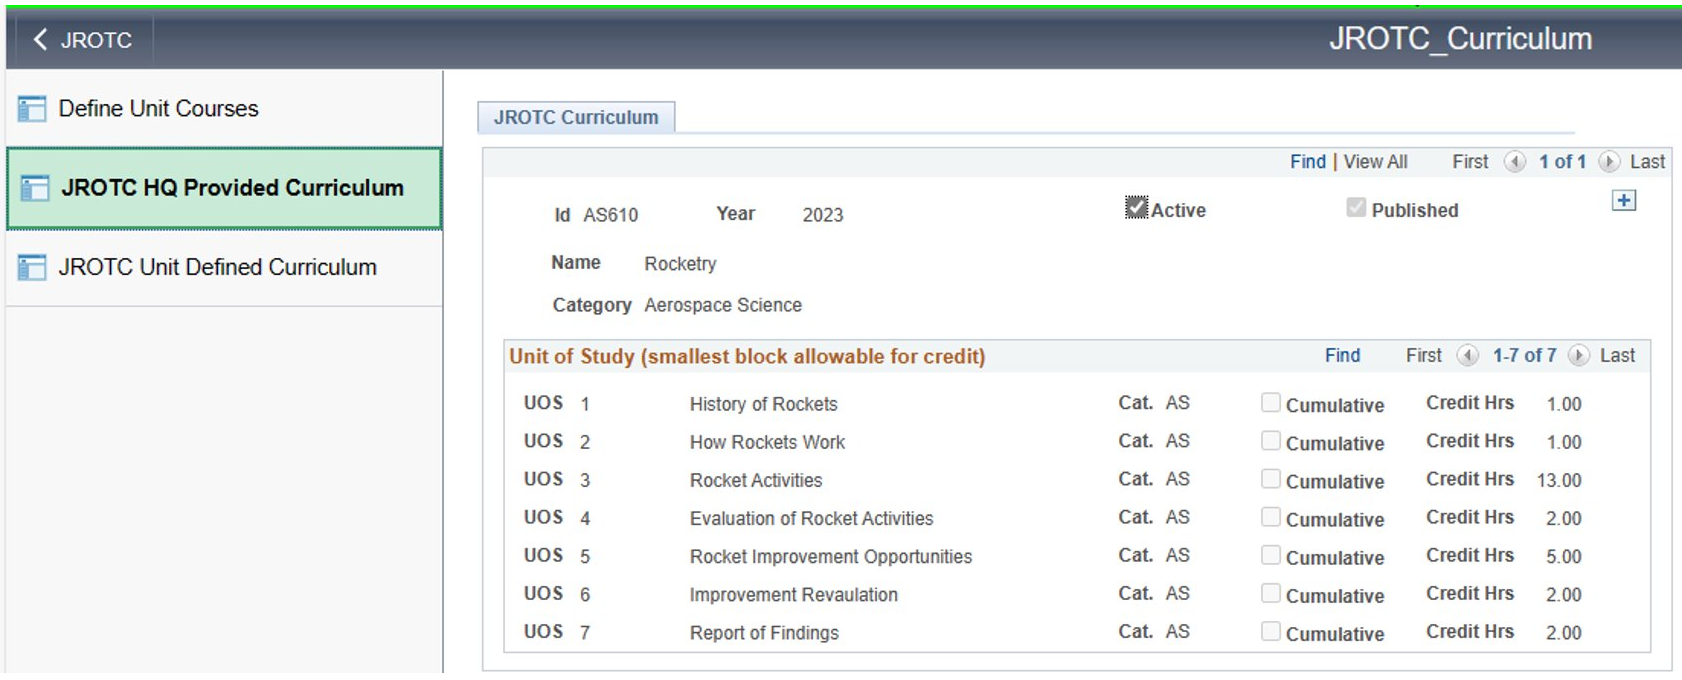 JROTC
JROTC_Curriculum
Define Unit Courses
JROTC HQ Provided Curriculum
JROTC Unit Defined Curriculum
JROTC Curriculum
Find | View All First 1 of 1 Last
Id AS610 Year 2023 Active Published
Name Rocketry
Category Aerospace Science
Unit of Study (smallest block allowable for credit) Find First 1-7 of 7 Last
UOS 1 History of Rockets Cat. AS Cumulative Credit Hrs 1.00
UOS 2 How Rockets Work Cat. AS Cumulative Credit Hrs 1.00
UOS 3 Rocket Activities Cat. AS Cumulative Credit Hrs 13.00
UOS 4 Evaluation of Rocket Activities Cat. AS Cumulative Credit Hrs 2.00
UOS 5 Rocket Improvement Opportunities Cat. AS Cumulative Credit Hrs 5.00
UOS 6 Improvement Revaulation Cat. AS Cumulative Credit Hrs 2.00
UOS 7 Report of Findings Cat. AS Cumulative Credit Hrs 2.00